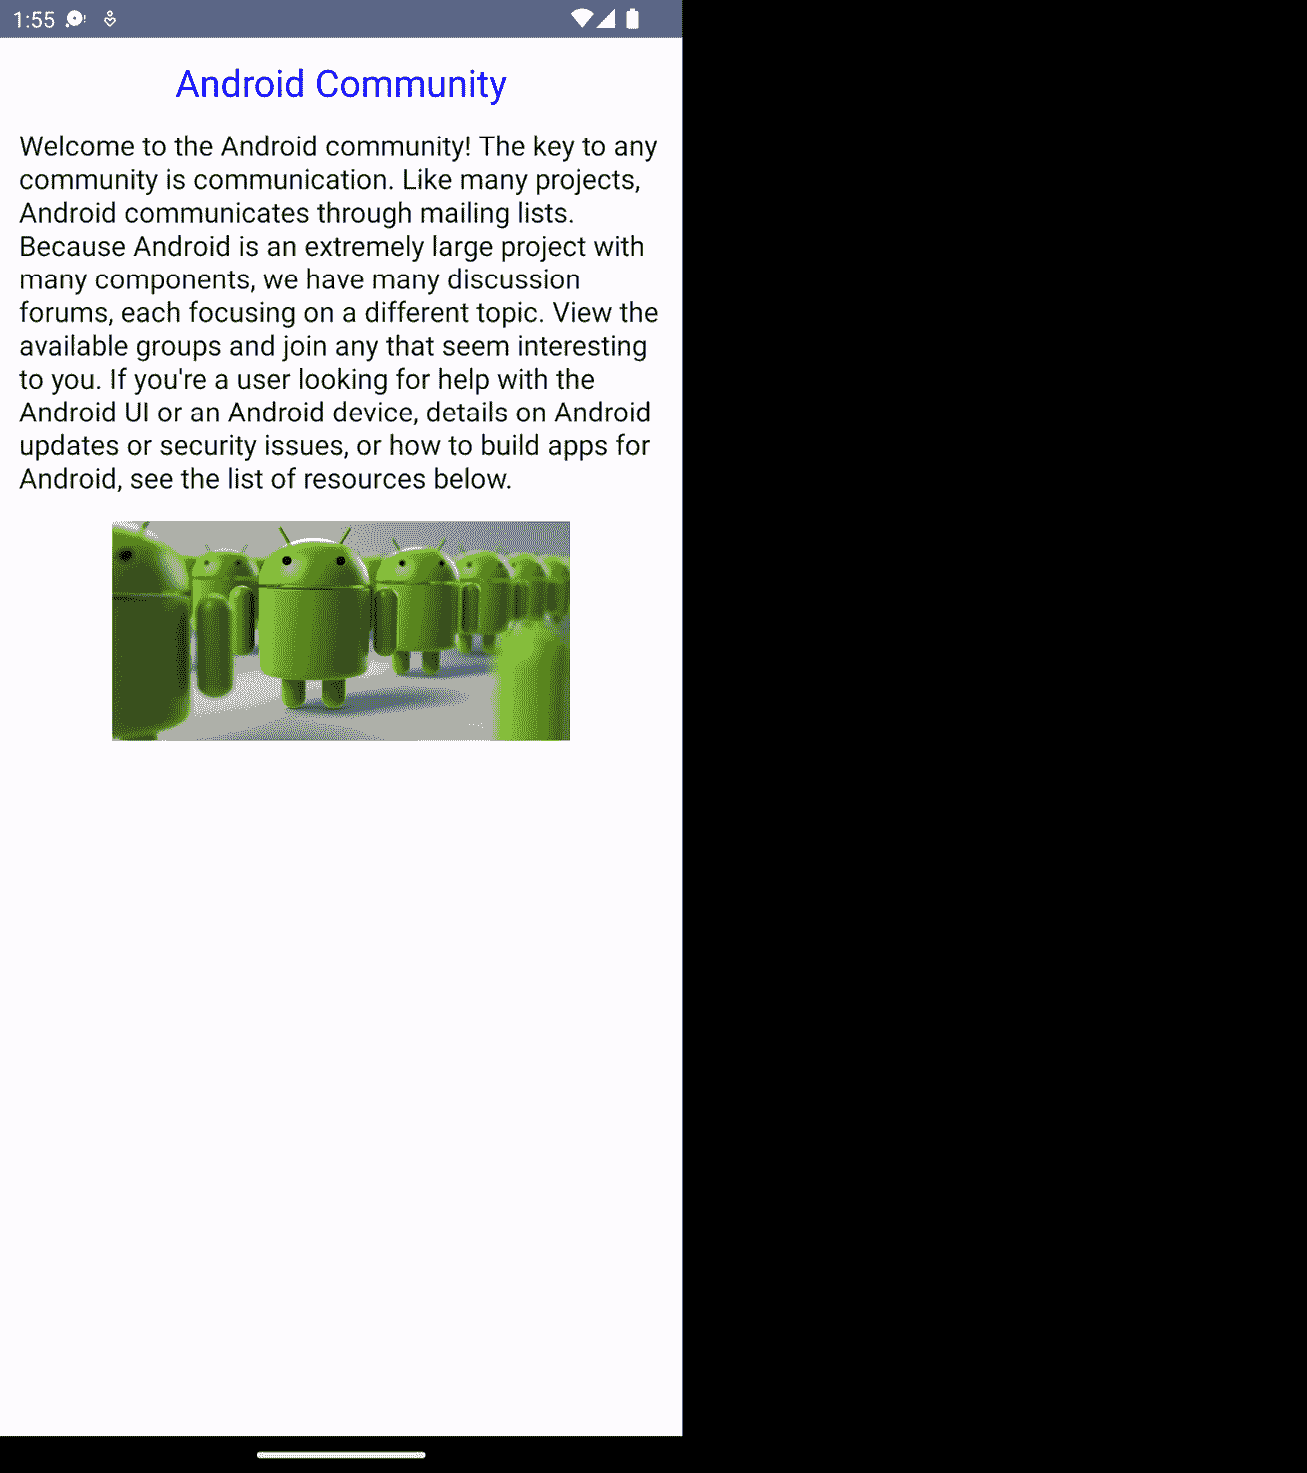 1:55
Android Community
Welcome to the Android community! The key to any
community is communication. Like many projects,
Android communicates through mailing lists.
Because Android is an extremely large project with
many components, we have many discussion
forums, each focusing on a different topic. View the
available groups and join any that seem interesting
to you. If you're a user looking for help with the
Android UI or an Android device, details on Android
updates or security issues, or how to build apps for
Android, see the list of resources below.